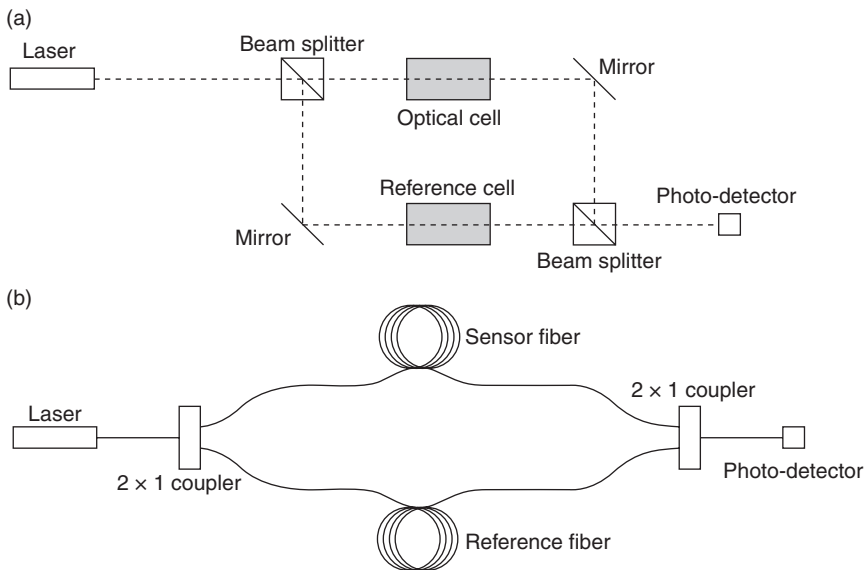 (a)
Laser
Beam splitter
Mirror
Optical cell
Reference cell
Photo-detector
Mirror
Beam splitter
(b)
Sensor fiber
2 × 1 coupler
Laser
2 × 1 coupler
Photo-detector
Reference fiber